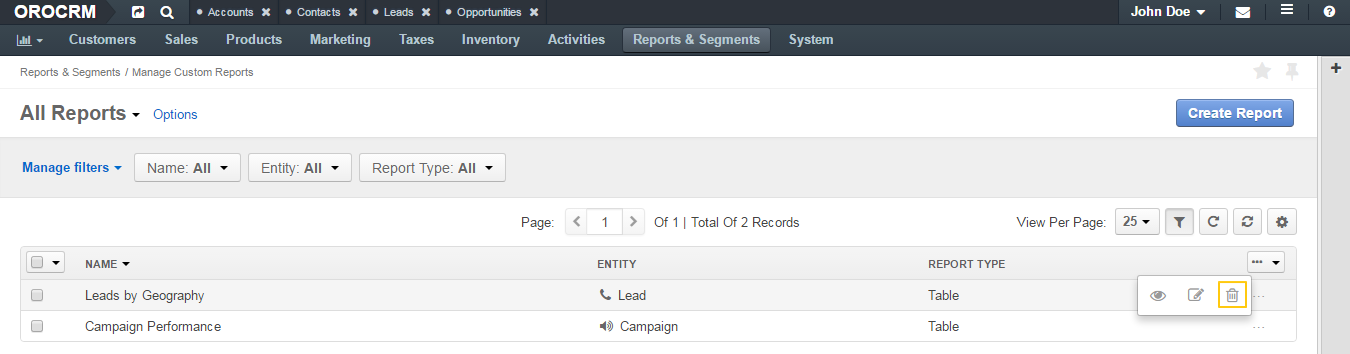 OROCRM Accounts Contacts Leads Opportunities John Doe
Customers Sales Products Marketing Taxes Inventory Activities Reports & Segments System
Reports & Segments / Manage Custom Reports
All Reports Options Create Report
Manage filters Name: All Entity: All Report Type: All
Page: 1 Of 1 | Total Of 2 Records View Per Page: 25
NAME ENTITY REPORT TYPE
Leads by Geography Lead Table
Campaign Performance Campaign Table